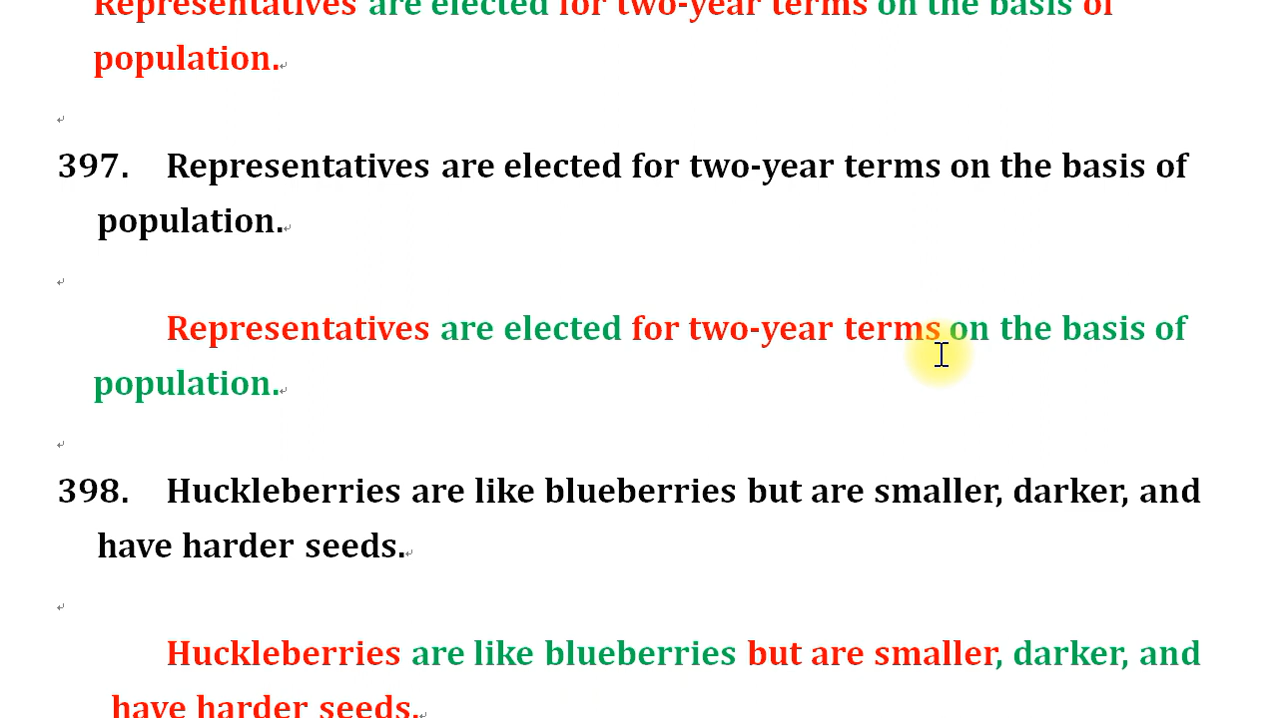 Representatives are elected for two-year terms on the basis of
population.
397. Representatives are elected for two-year terms on the basis of
population.
Representatives are elected for two-year terms on the basis of
population.
398. Huckleberries are like blueberries but are smaller, darker, and
have harder seeds.
Huckleberries are like blueberries but are smaller, darker, and
have harder seeds.